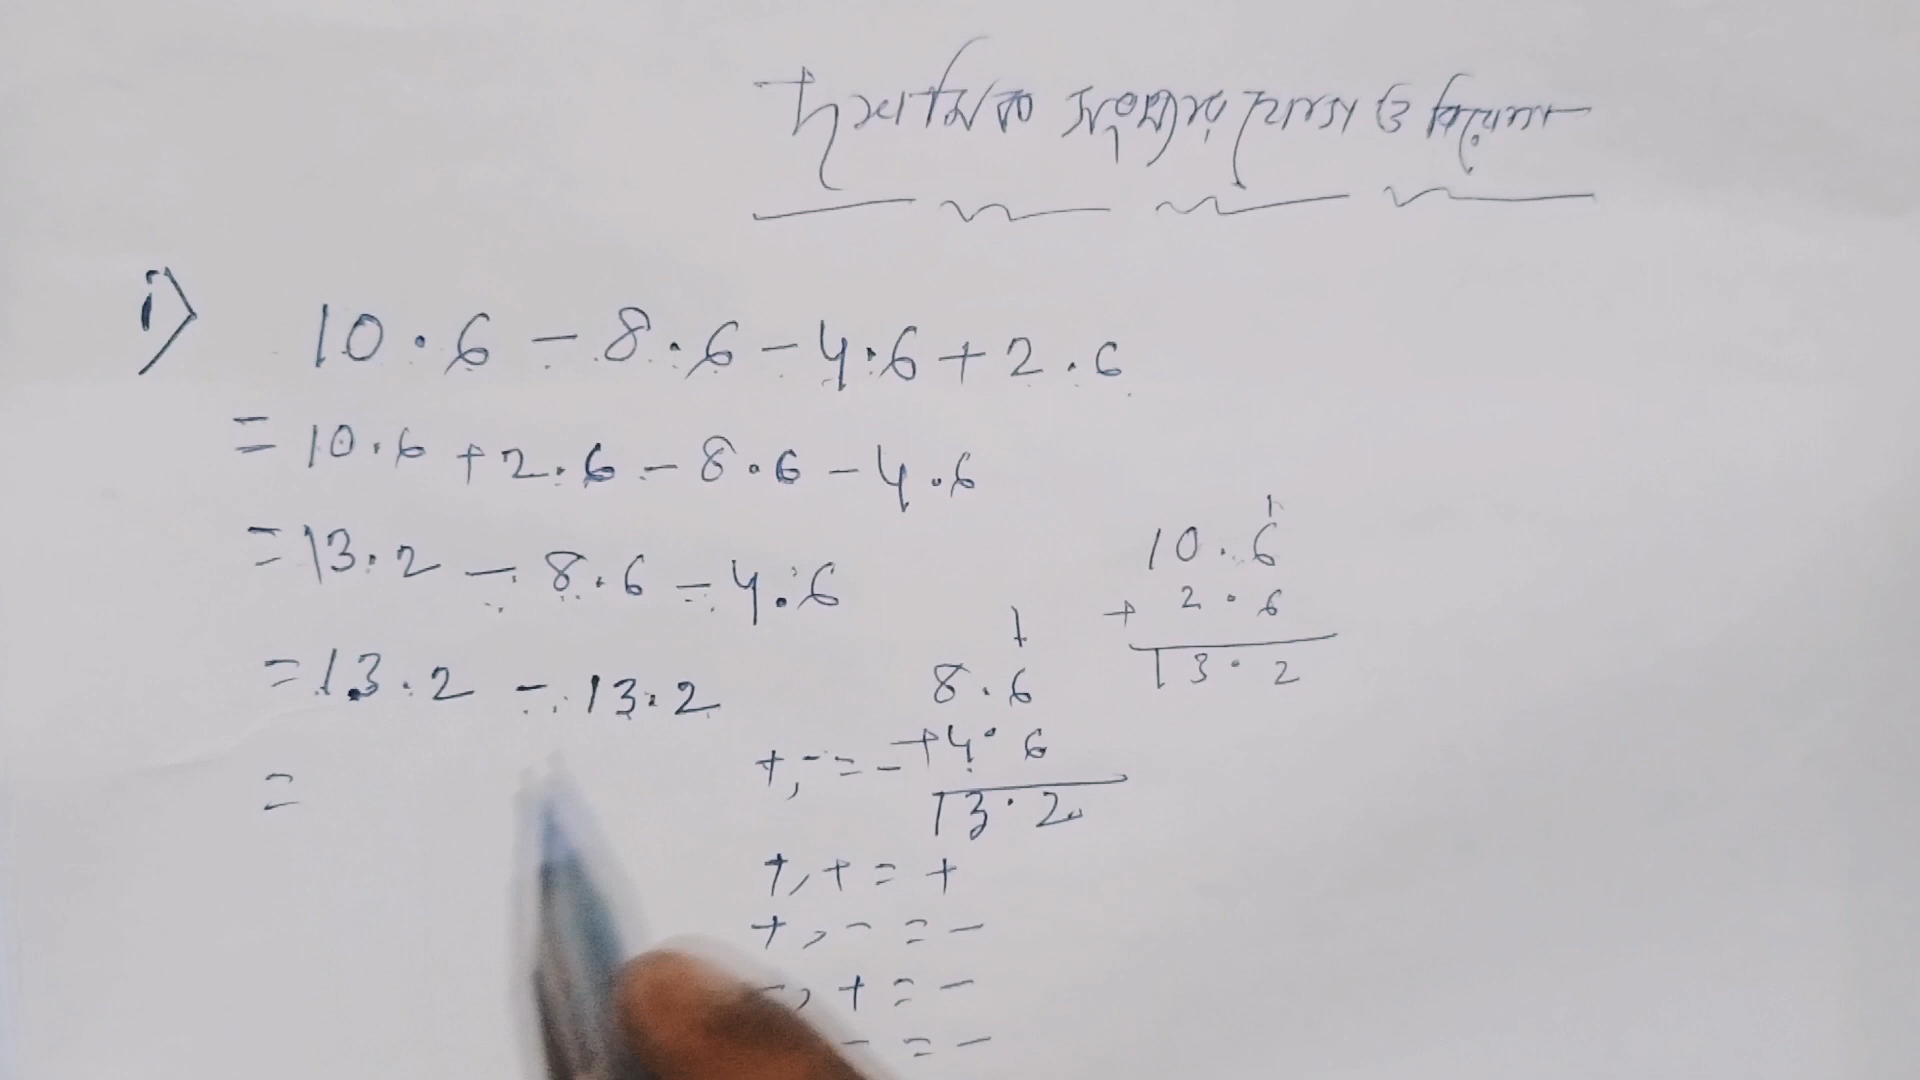 দশমিক সংখ্যার যোগ ও বিয়োগ
i) 10.6 - 8.6 - 4.6 + 2.6
= 10.6 + 2.6 - 8.6 - 4.6
= 13.2 - 8.6 - 4.6
= 13.2 - 13.2
=
1
10.6
+ 2.6
13.2
1
8.6
+4.6
13.2
+, - = -
+, + = +
+, - = -
-, + = -
- = -